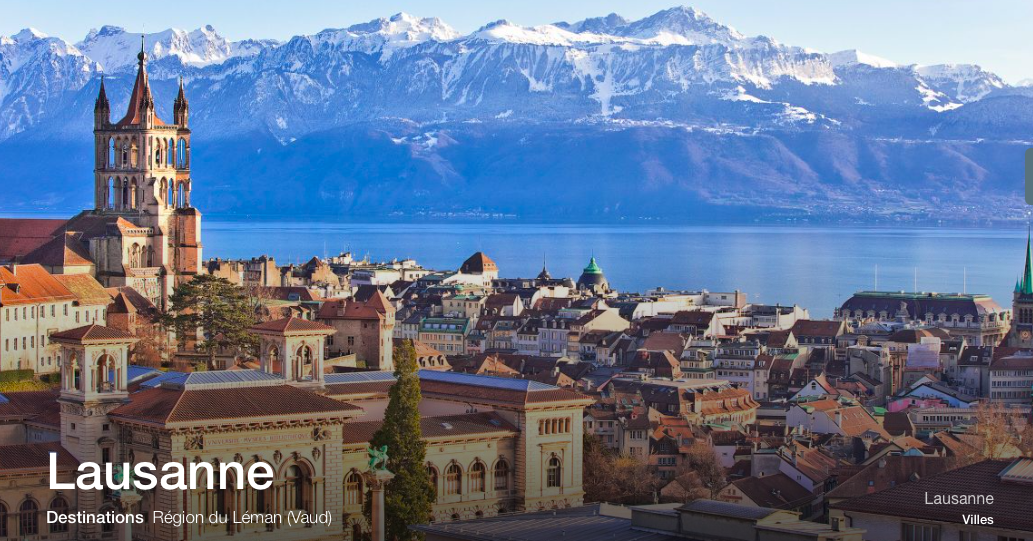 Lausanne
Destinations Région du Léman (Vaud)
Lausanne
Villes